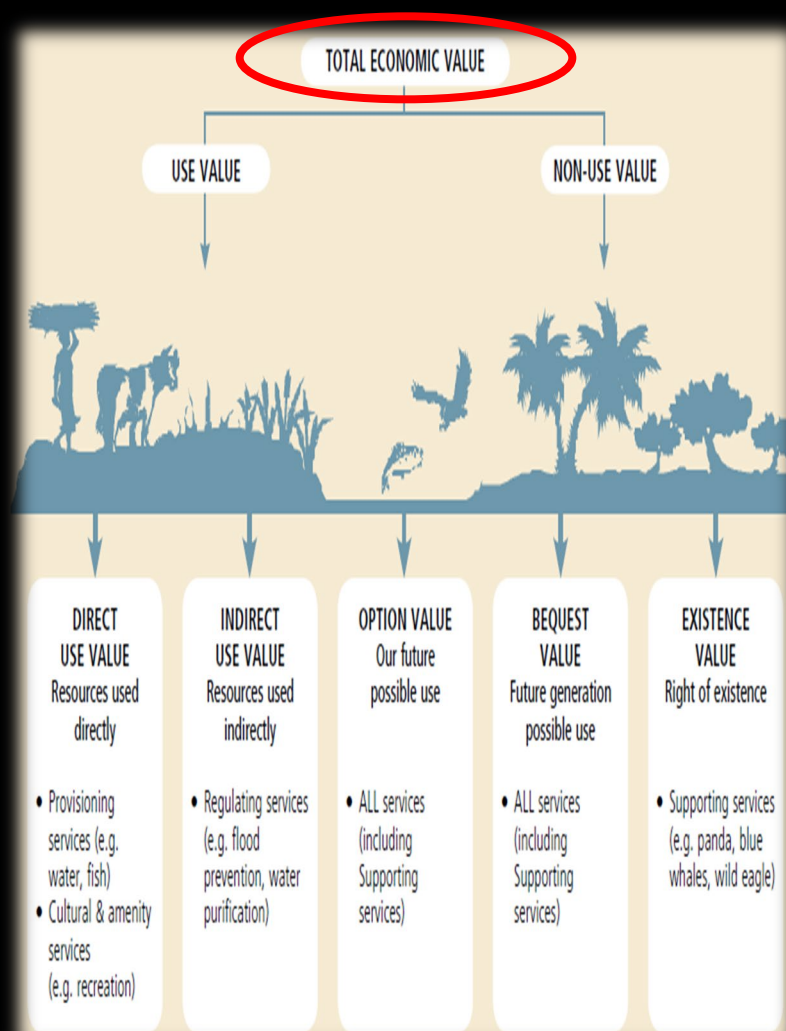 TOTAL ECONOMIC VALUE
USE VALUE
NON-USE VALUE
DIRECT
USE VALUE
Resources used
directly
• Provisioning
services (e.g.
water, fish)
• Cultural & amenity
services
(e.g. recreation)
INDIRECT
USE VALUE
Resources used
indirectly
• Regulating services
(e.g. flood
prevention, water
purification)
OPTION VALUE
Our future
possible use
• ALL services
(including
Supporting
services)
BEQUEST
VALUE
Future generation
possible use
• ALL services
(including
Supporting
services)
EXISTENCE
VALUE
Right of existence
• Supporting services
(e.g. panda, blue
whales, wild eagle)